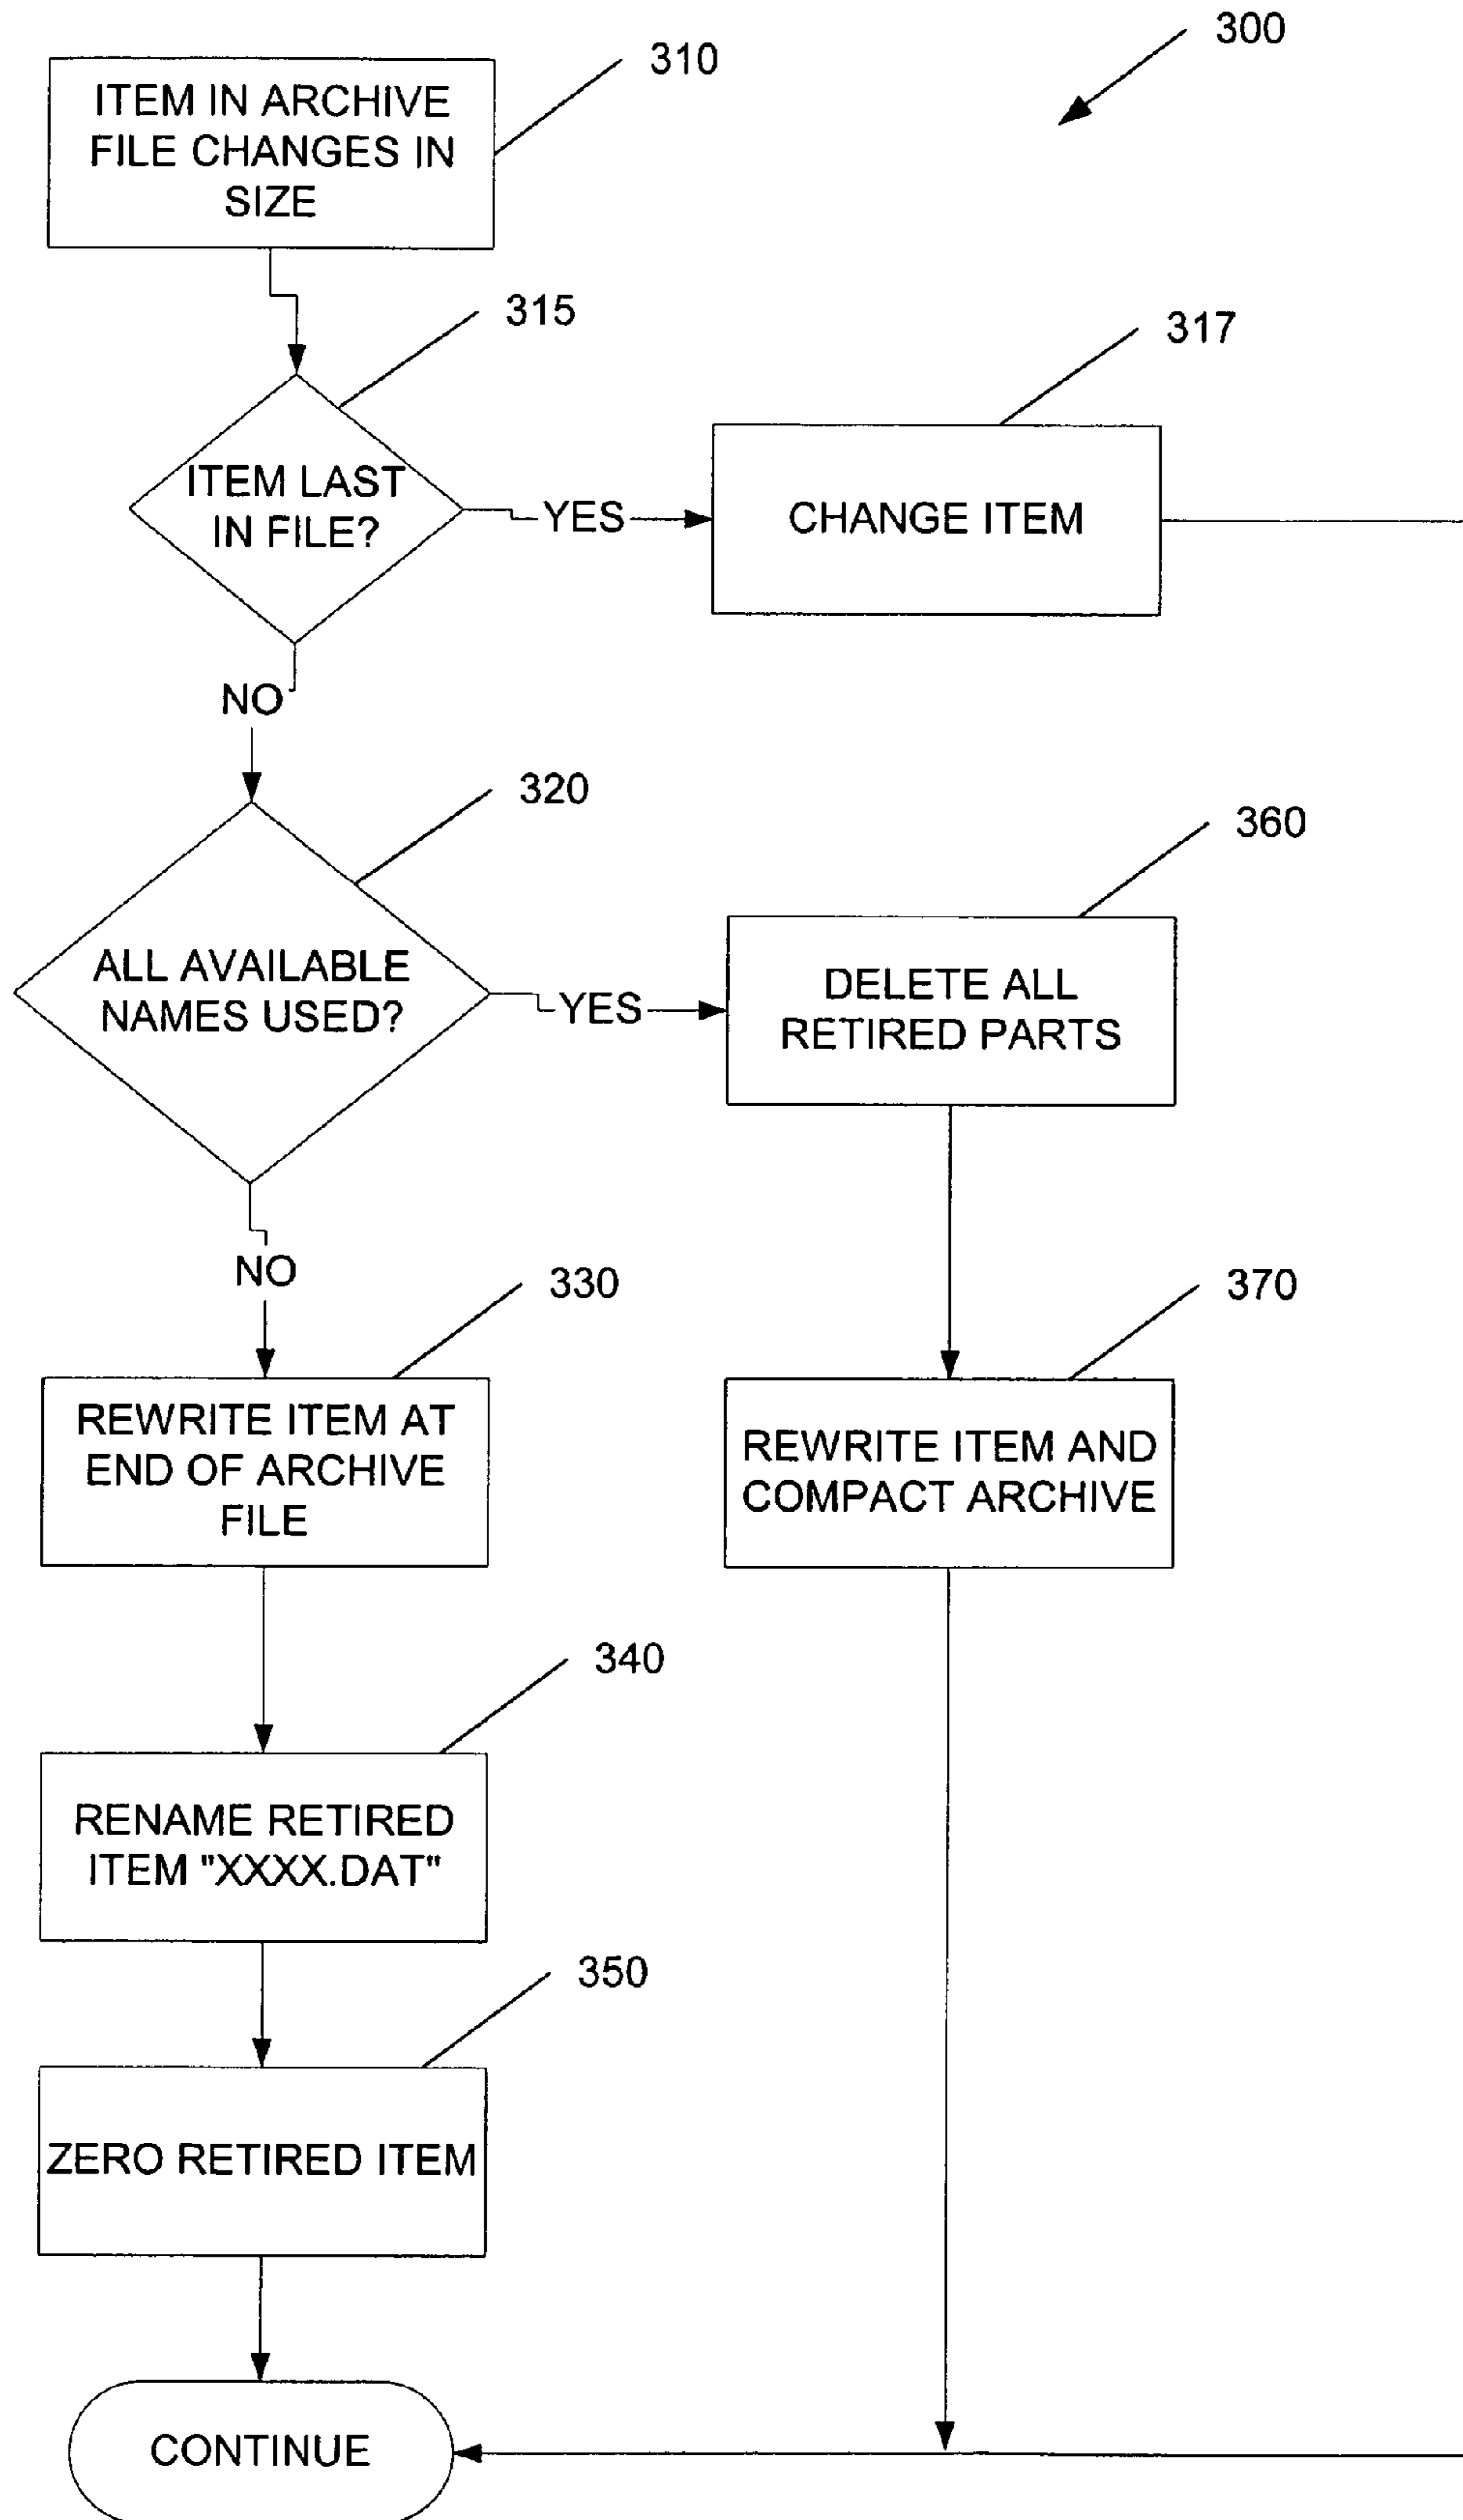 300
310
ITEM IN ARCHIVE
FILE CHANGES IN
SIZE
315
317
ITEM LAST
IN FILE?
YES
CHANGE ITEM
NO
320
360
ALL AVAILABLE
NAMES USED?
YES
DELETE ALL
RETIRED PARTS
NO
330
370
REWRITE ITEM AT
END OF ARCHIVE
FILE
REWRITE ITEM AND
COMPACT ARCHIVE
340
RENAME RETIRED
ITEM "XXXX.DAT"
350
ZERO RETIRED ITEM
CONTINUE